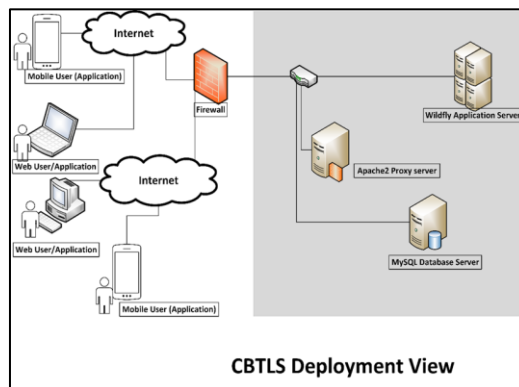 Internet
Mobile User (Application)
Firewall
Wildfly Application Server
Web User/Application
Apache2 Proxy server
Internet
Web User/Application
MySQL Database Server
Mobile User (Application)
CBTLS Deployment View